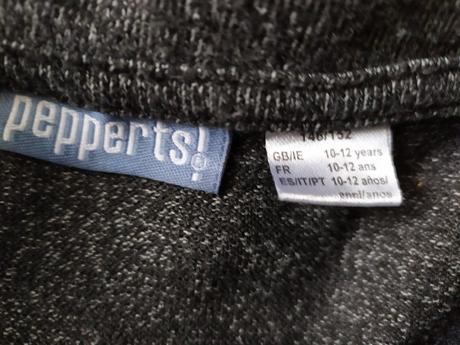 pepperts!
146/152
GB/IE 10-12 years
FR 10-12 ans
ES/IT/PT 10-12 años/
anni/anos